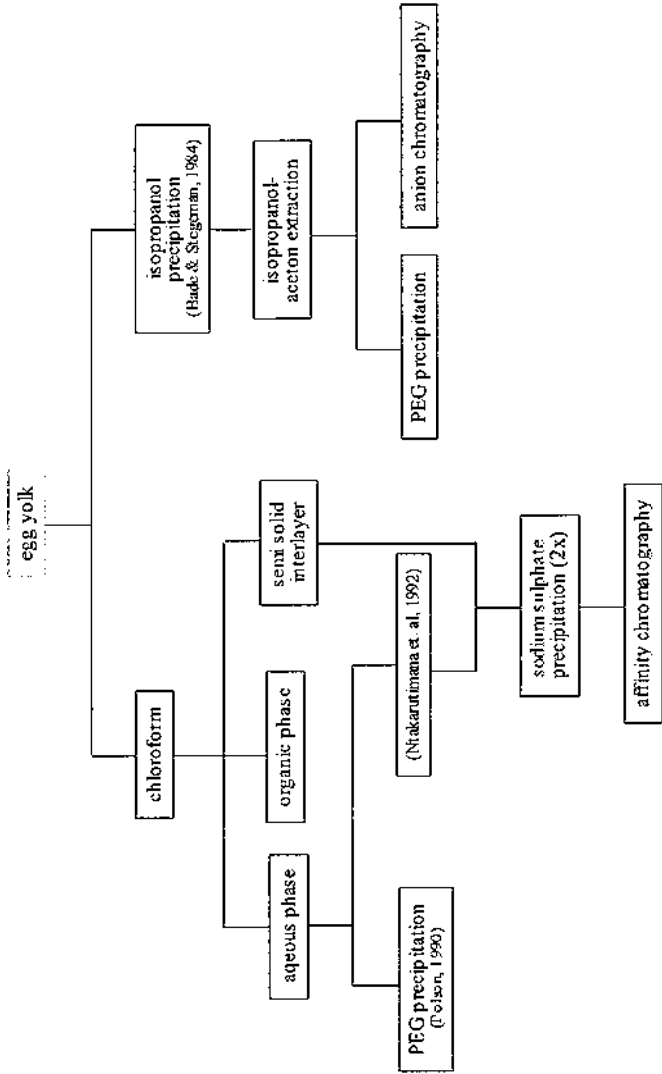 egg yolk
chloroform
isopropanol
precipitation
(Bade & Stegeman, 1984)
aqeous phase
organic phase
semi solid
interlayer
isopropanol-
aceton extraction
PEG precipitation
(Polson, 1990)
(Ntakarutimana et. al, 1992)
PEG precipitation
anion chromatography
sodium sulphate
precipitation (2x)
affinity chromatography